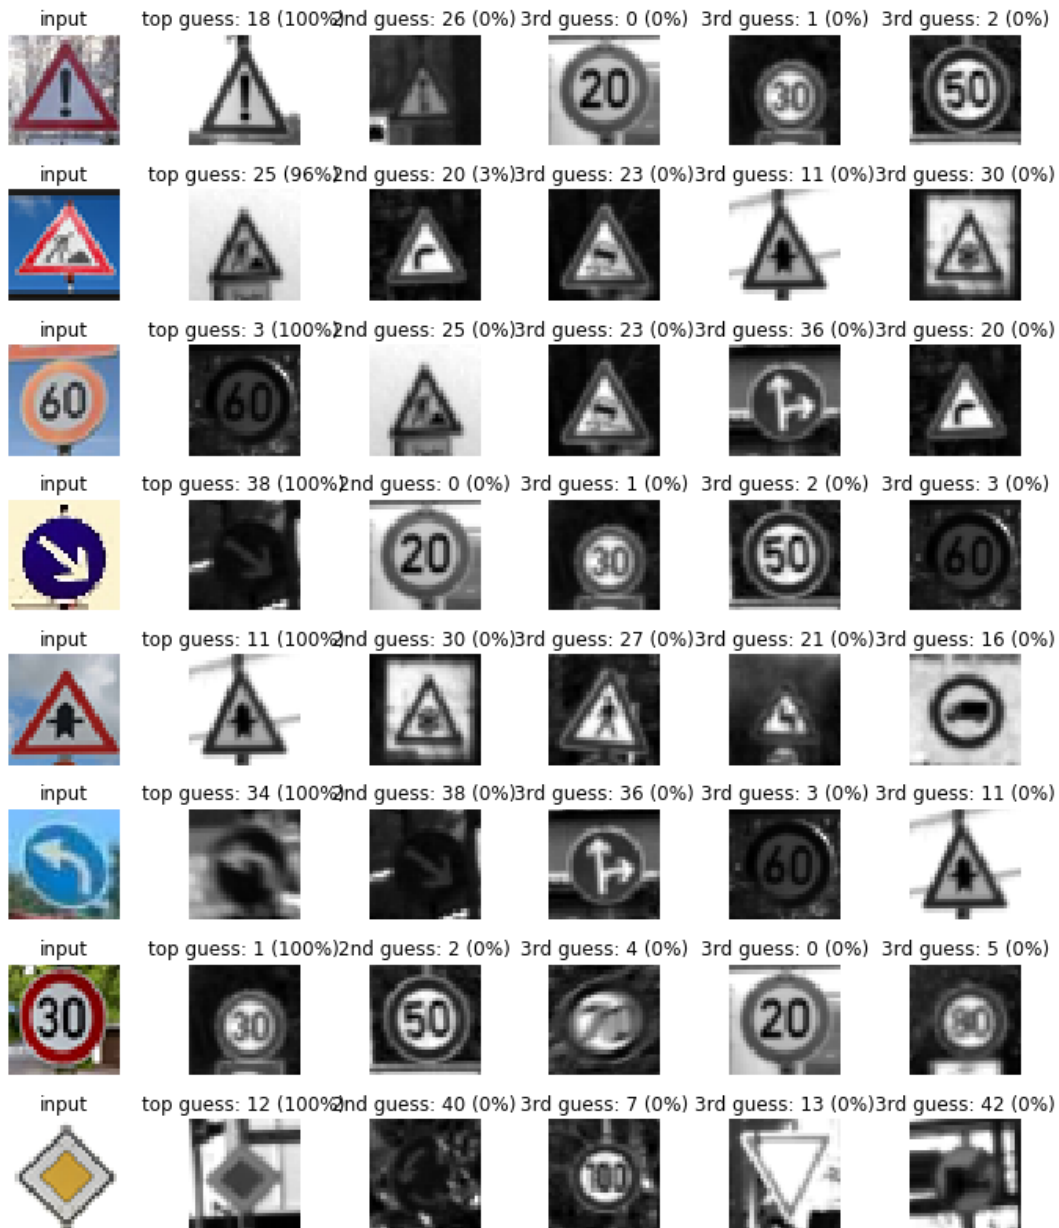 input top guess: 18 (100%) 2nd guess: 26 (0%) 3rd guess: 0 (0%) 3rd guess: 1 (0%) 3rd guess: 2 (0%)
20 30 50
input top guess: 25 (96%) 2nd guess: 20 (3%) 3rd guess: 23 (0%) 3rd guess: 11 (0%) 3rd guess: 30 (0%)
input top guess: 3 (100%) 2nd guess: 25 (0%) 3rd guess: 23 (0%) 3rd guess: 36 (0%) 3rd guess: 20 (0%)
60 60
input top guess: 38 (100%) 2nd guess: 0 (0%) 3rd guess: 1 (0%) 3rd guess: 2 (0%) 3rd guess: 3 (0%)
20 30 50 60
input top guess: 11 (100%) 2nd guess: 30 (0%) 3rd guess: 27 (0%) 3rd guess: 21 (0%) 3rd guess: 16 (0%)
input top guess: 34 (100%) 2nd guess: 38 (0%) 3rd guess: 36 (0%) 3rd guess: 3 (0%) 3rd guess: 11 (0%)
60
input top guess: 1 (100%) 2nd guess: 2 (0%) 3rd guess: 4 (0%) 3rd guess: 0 (0%) 3rd guess: 5 (0%)
30 30 50 20 80
input top guess: 12 (100%) 2nd guess: 40 (0%) 3rd guess: 7 (0%) 3rd guess: 13 (0%) 3rd guess: 42 (0%)
100